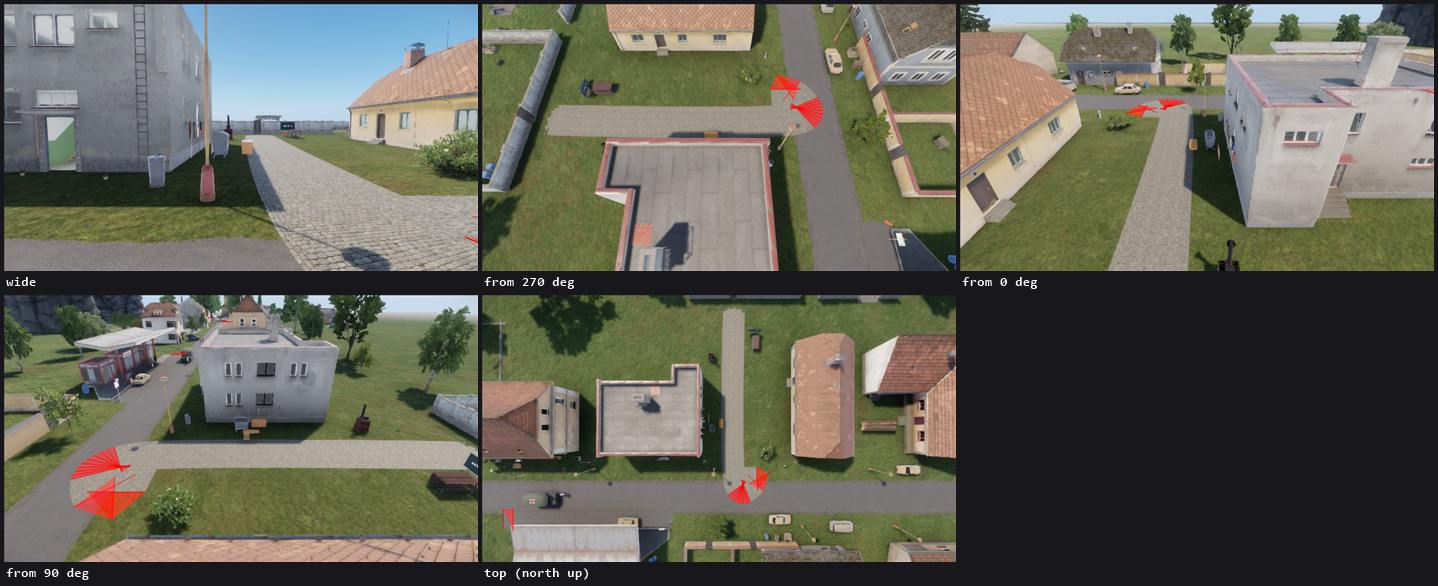 wide
from 270 deg
from 0 deg
from 90 deg
top (north up)